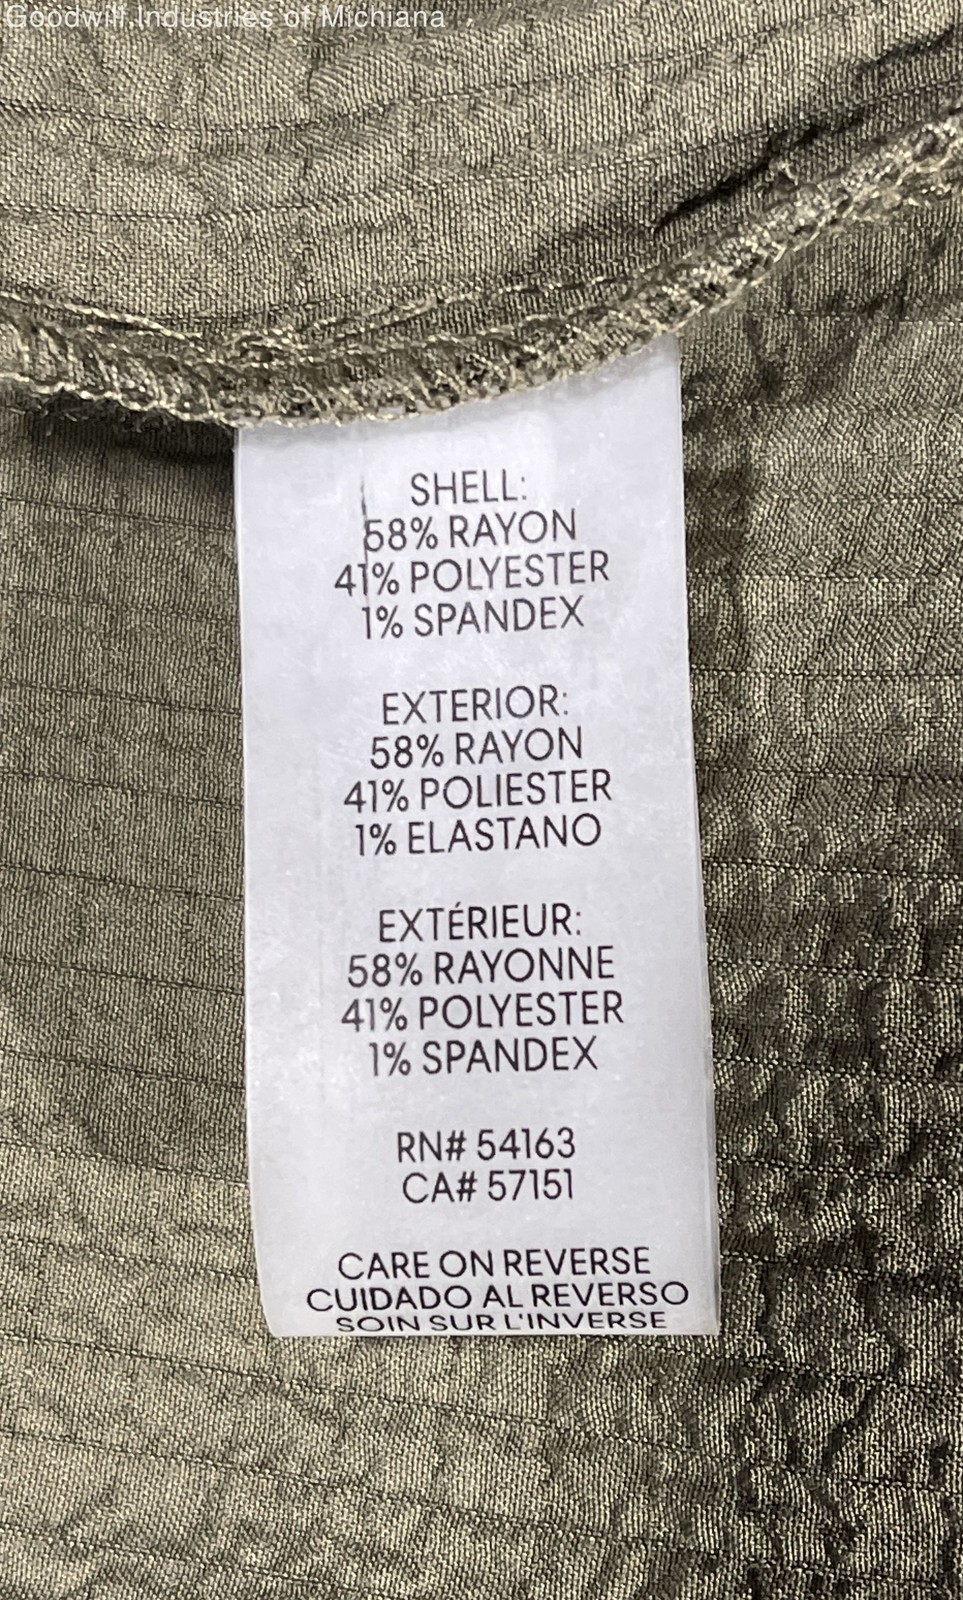 Goodwill Industries of Michiana
SHELL:
58% RAYON
41% POLYESTER
1% SPANDEX
EXTERIOR:
58% RAYON
41% POLIESTER
1% ELASTANO
EXTÉRIEUR:
58% RAYONNE
41% POLYESTER
1% SPANDEX
RN# 54163
CA# 57151
CARE ON REVERSE
CUIDADO AL REVERSO
SOIN SUR L'INVERSE